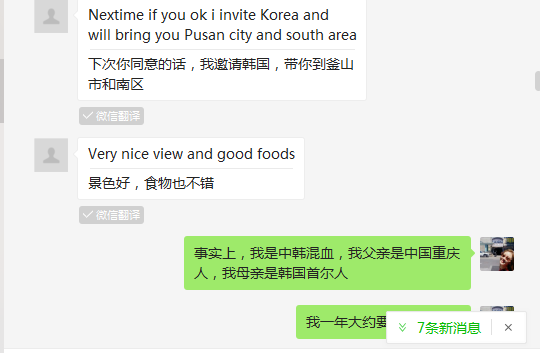 Nextime if you ok i invite Korea and
will bring you Pusan city and south area
下次你同意的话，我邀请韩国，带你到釜山
市和南区
微信翻译
Very nice view and good foods
景色好，食物也不错
微信翻译
事实上，我是中韩混血，我父亲是中国重庆
人，我母亲是韩国首尔人
我一年大约要
7条新消息